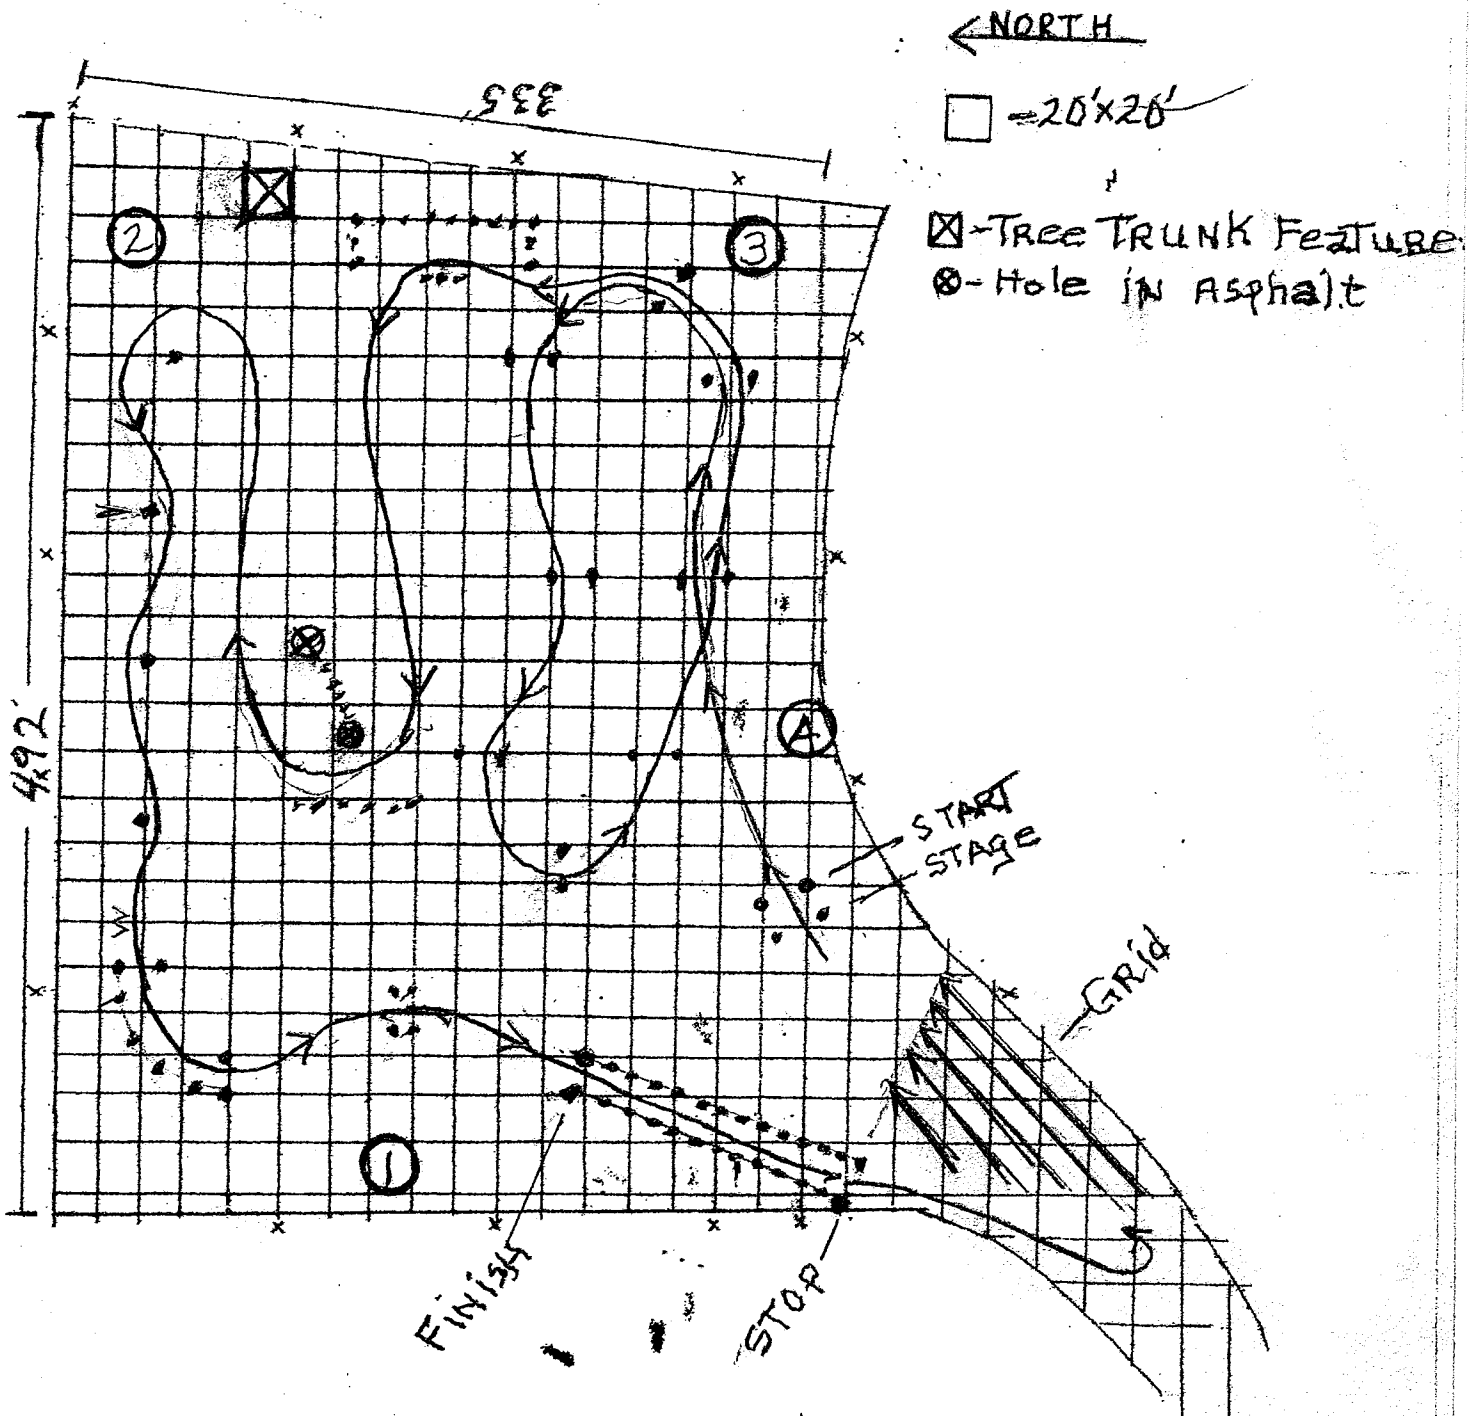 NORTH
335'
=20'x20'
-Tree TRUNK Feature
-Hole in Asphalt
2
3
492'
4
START
STAGE
GRid
1
Finish
STOP